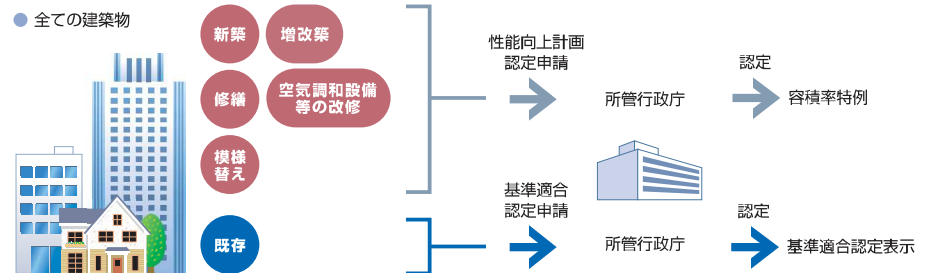 ● 全ての建築物
新築
増改築
修繕
空気調和設備
等の改修
模様
替え
既存
性能向上計画
認定申請
所管行政庁
認定
容積率特例
基準適合
認定申請
所管行政庁
認定
基準適合認定表示